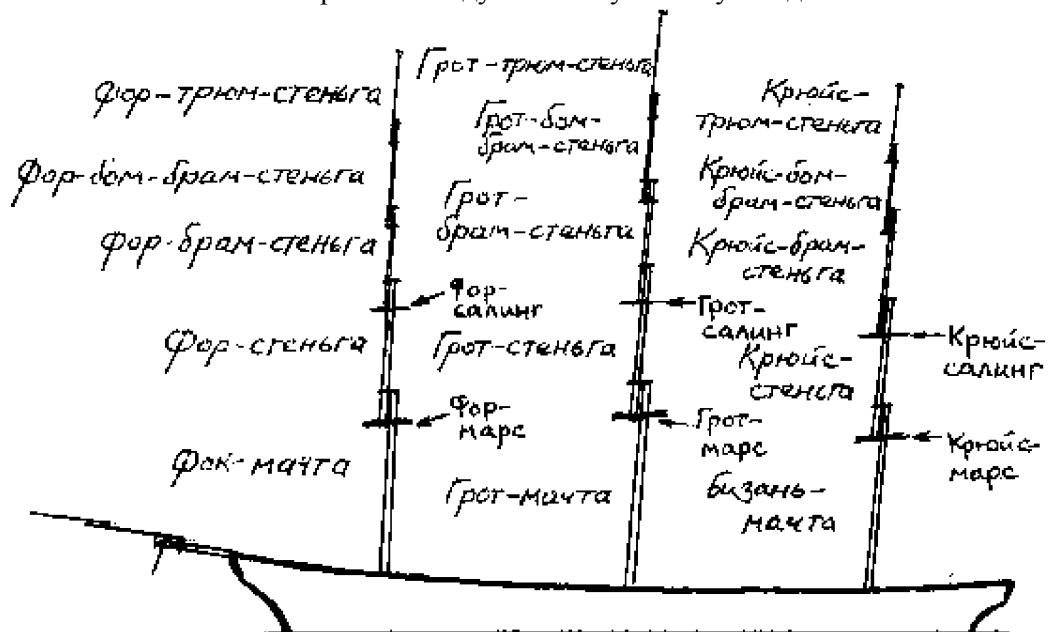 Грот-трюм-стеньга
Фор-трюм-стеньга
Крюйс-
трюм-стеньга
Грот-бом-
брам-стеньга
Фор-бом-брам-стеньга
Крюйс-бом-
брам-стеньга
Грот-
брам-стеньга
Фор-брам-стеньга
Крюйс-брам-
стеньга
Фор-
салинг
Грот-
салинг
Фор-стеньга
Грот-стеньга
Крюйс-
стеньга
Крюйс-
салинг
Фор-
марс
Грот-
марс
Крюйс-
марс
Фок-мачта
Грот-мачта
Бизань-
мачта